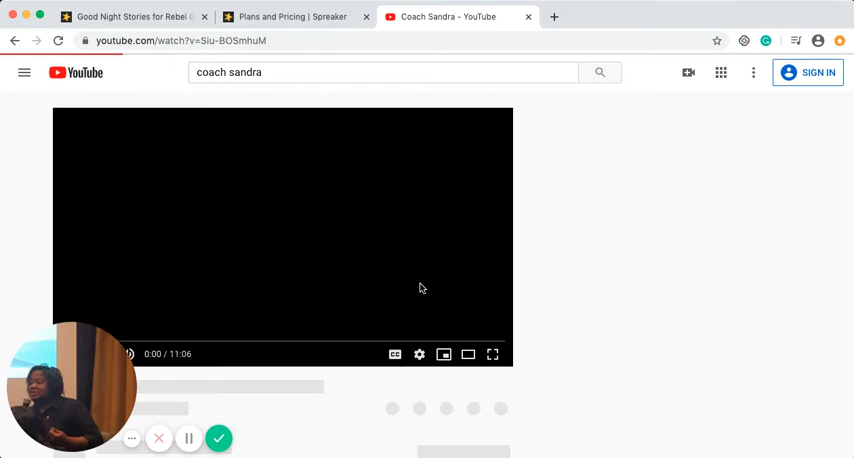 Good Night Stories for Rebel G
Plans and Pricing | Spreaker
Coach Sandra - YouTube
youtube.com/watch?v=Siu-BOSmhuM
YouTube
coach sandra
SIGN IN
0:00 / 11:06
CC